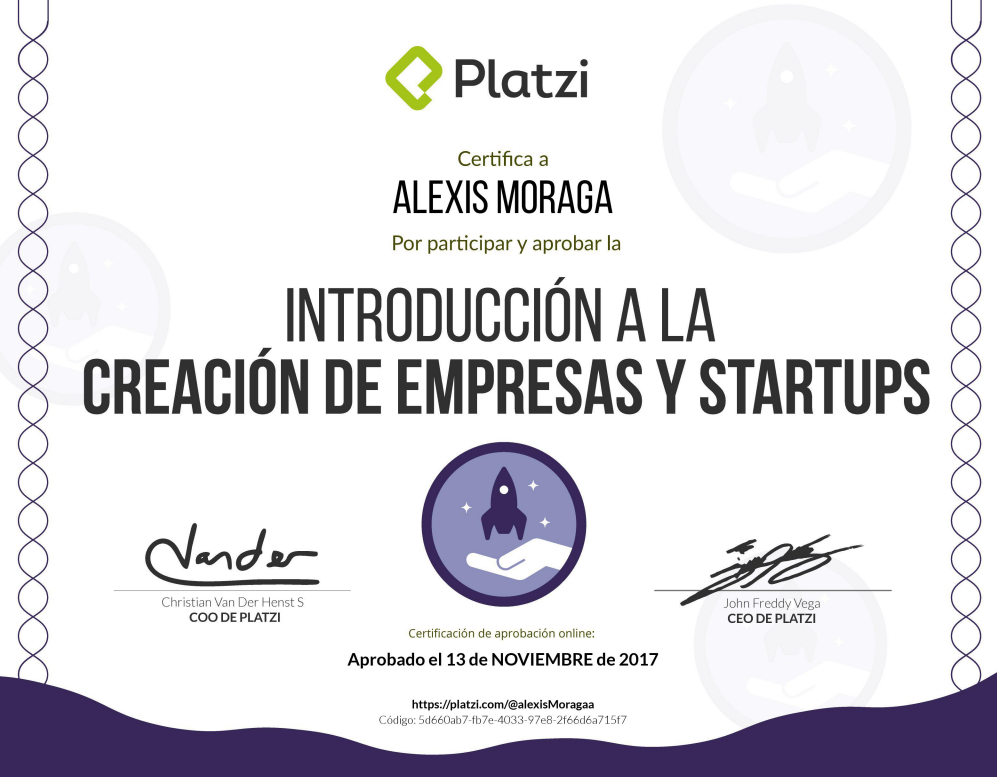 Platzi
Certifica a
ALEXIS MORAGA
Por participar y aprobar la
INTRODUCCIÓN A LA
CREACIÓN DE EMPRESAS Y STARTUPS
Vander
Christian Van Der Henst S
COO DE PLATZI
John Freddy Vega
CEO DE PLATZI
Certificación de aprobación online:
Aprobado el 13 de NOVIEMBRE de 2017
https://platzi.com/@alexisMoragaa
Código: 5d660ab7-fb7e-4033-97e8-2f66d6a715f7